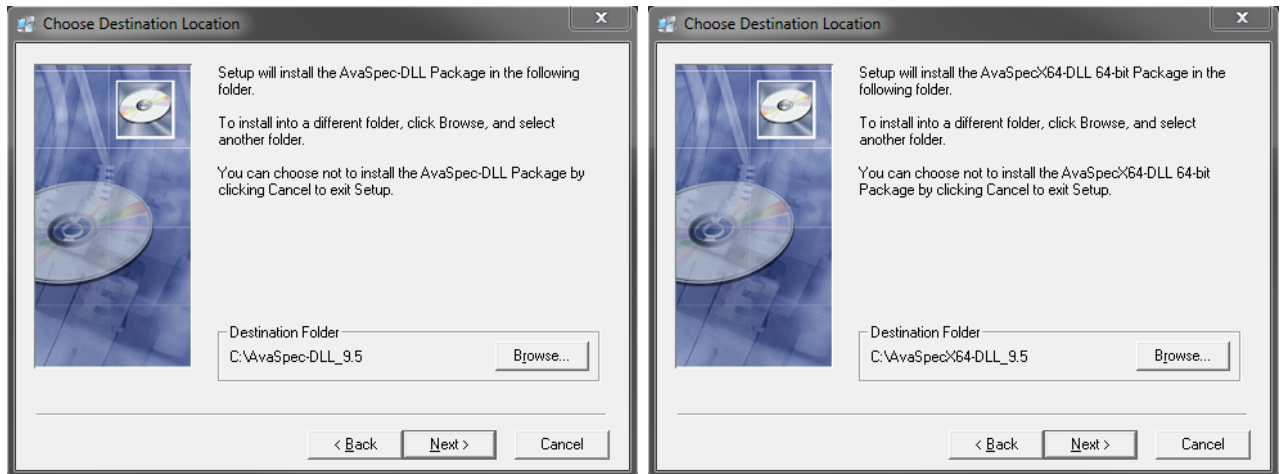 Choose Destination Location
X
Setup will install the AvaSpec-DLL Package in the following
folder.
To install into a different folder, click Browse, and select
another folder.
You can choose not to install the AvaSpec-DLL Package by
clicking Cancel to exit Setup.
Destination Folder
C:\AvaSpec-DLL_9.5
Browse...
< Back
Next >
Cancel
Choose Destination Location
X
Setup will install the AvaSpecX64-DLL 64-bit Package in the
following folder.
To install into a different folder, click Browse, and select
another folder.
You can choose not to install the AvaSpecX64-DLL 64-bit
Package by clicking Cancel to exit Setup.
Destination Folder
C:\AvaSpecX64-DLL_9.5
Browse...
< Back
Next >
Cancel